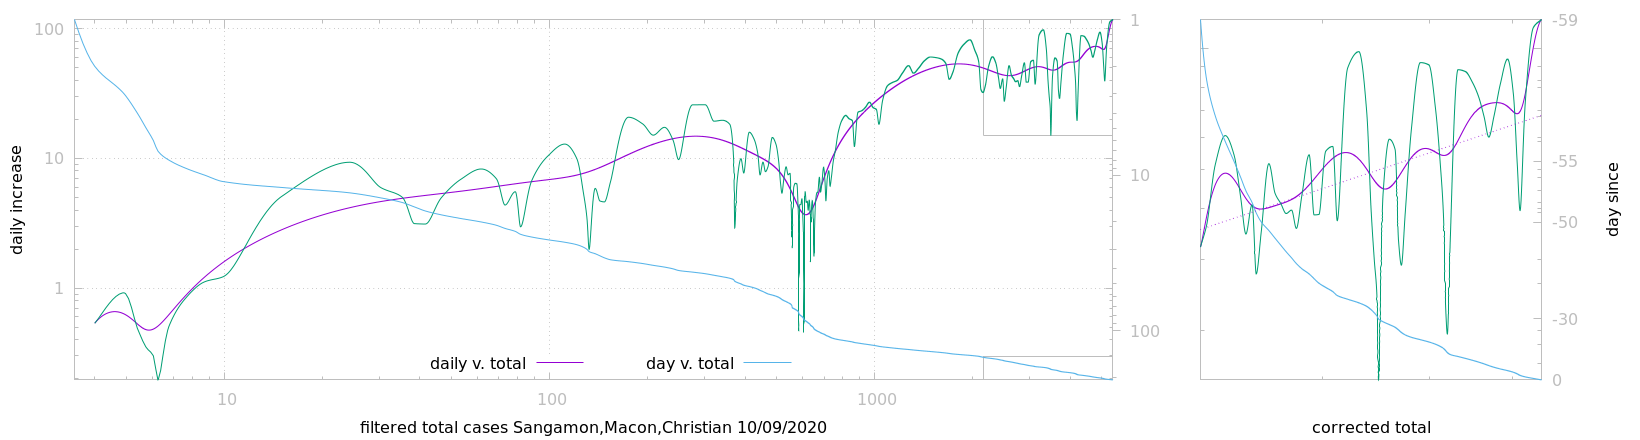 100
10
1
daily increase
10
100
1000
1
10
100
daily v. total
day v. total
filtered total cases Sangamon,Macon,Christian 10/09/2020
-59
-55
-50
-30
0
day since
corrected total